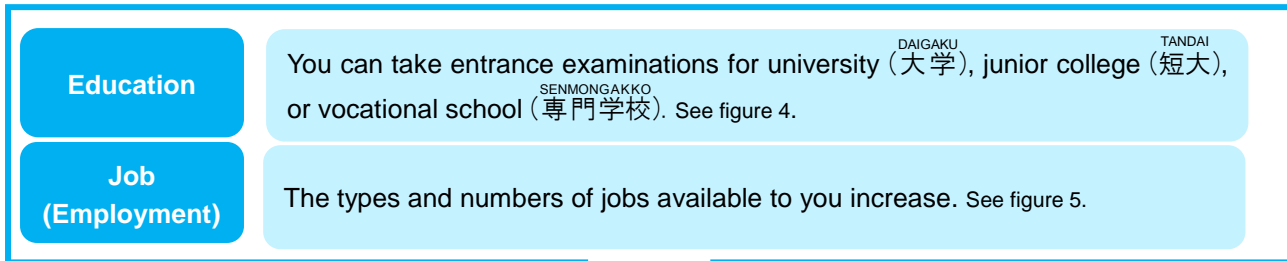 Education
DAIGAKU TANDAI
You can take entrance examinations for university (大学), junior college (短大),
SENMONGAKKO
or vocational school (専門学校). See figure 4.
Job
(Employment)
The types and numbers of jobs available to you increase. See figure 5.